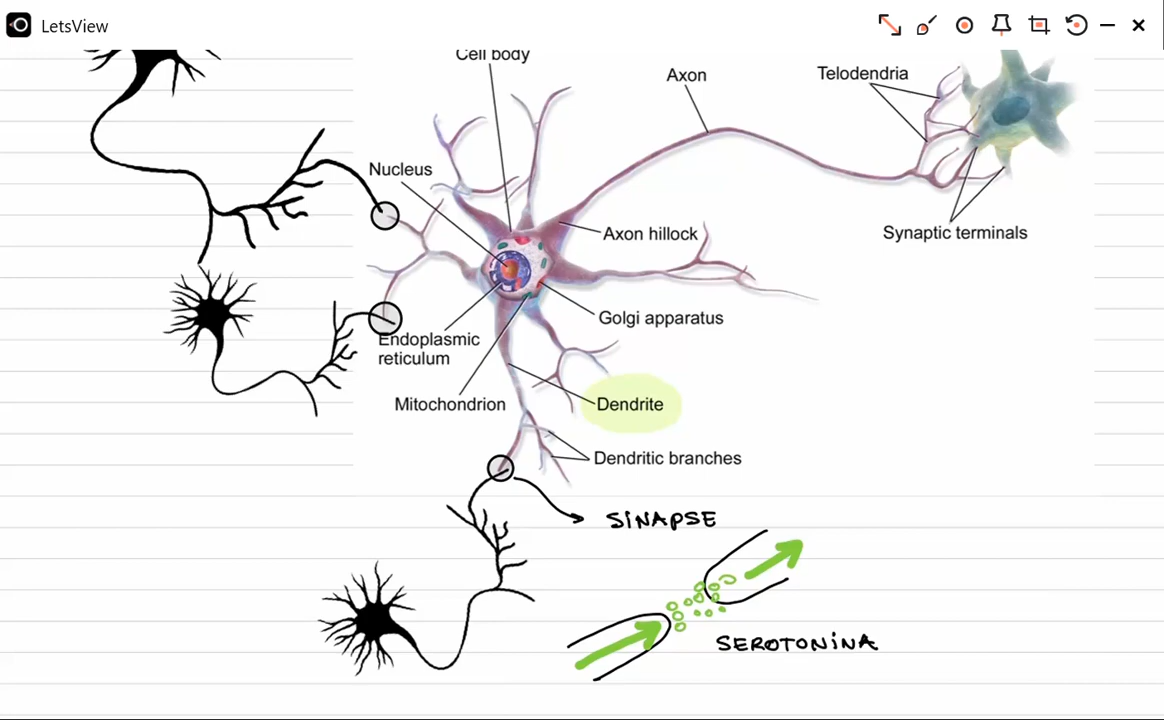 LetsView
Cell body
Axon
Telodendria
Nucleus
Synaptic terminals
Axon hillock
Golgi apparatus
Endoplasmic
reticulum
Mitochondrion
Dendrite
Dendritic branches
SINAPSE
SEROTONINA